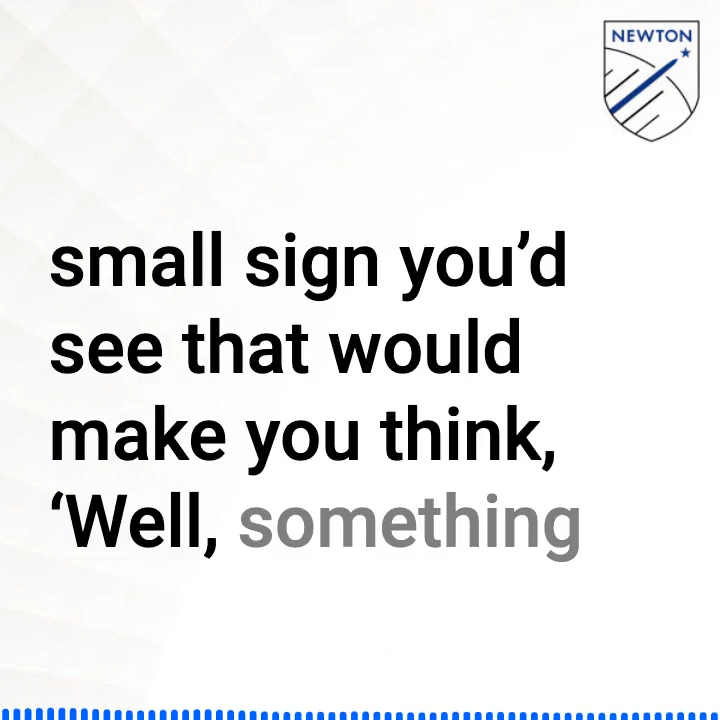 NEWTON
small sign you’d
see that would
make you think,
‘Well, something